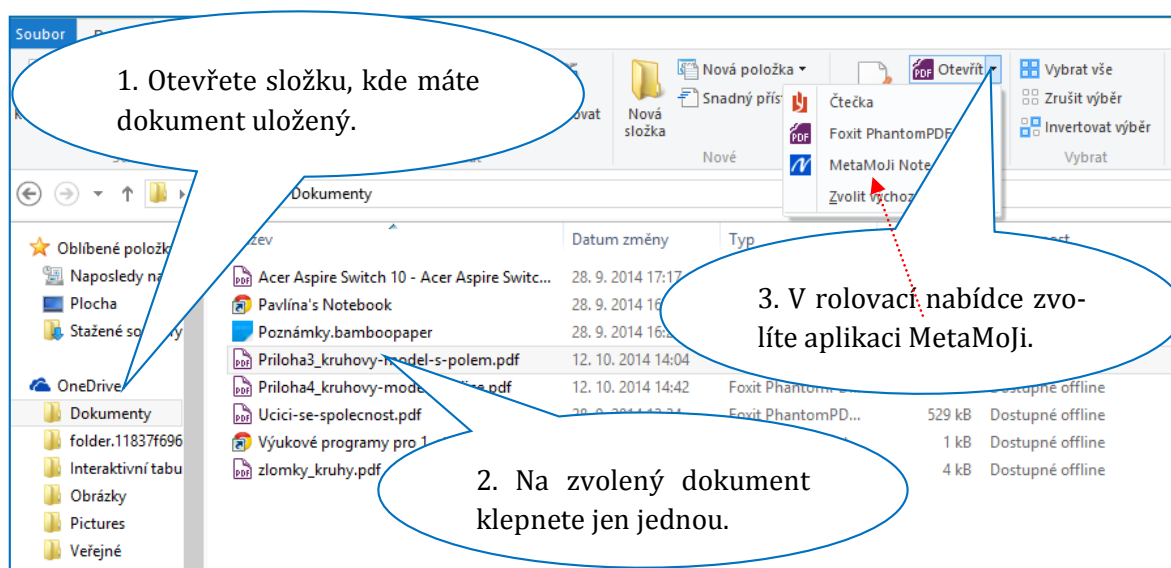 Soubor
1. Otevřete složku, kde máte
dokument uložený.
Nová
složka
Nová položka
Snadný příst
Nové
Otevřít
Čtečka
Foxit PhantomPDF
MetaMoJi Note
Zvolit výchoz
Vybrat vše
Zrušit výběr
Invertovat výběr
Vybrat
Dokumenty
Datum změny
Typ
Oblíbené položk
Naposledy na
Plocha
Stažené so
OneDrive
Dokumenty
folder.11837f696
Interaktivní tabu
Obrázky
Pictures
Veřejné
Acer Aspire Switch 10 - Acer Aspire Switc... 28. 9. 2014 17:17
Pavlína's Notebook 28. 9. 2014 16
Poznámky.bamboopaper 28. 9. 2014 16:2
Priloha3_kruhovy-model-s-polem.pdf 12. 10. 2014 14:04
Priloha4_kruhovy-mode 12. 10. 2014 14:42 Dostupné offline
Ucici-se-spolecnost.pdf Foxit PhantomPD... 529 kB Dostupné offline
Výukové programy pro 1 1 kB Dostupné offline
zlomky_kruhy.pdf 4 kB Dostupné offline
3. V rolovací nabídce zvo-
líte aplikaci MetaMoJi.
2. Na zvolený dokument
klepnete jen jednou.